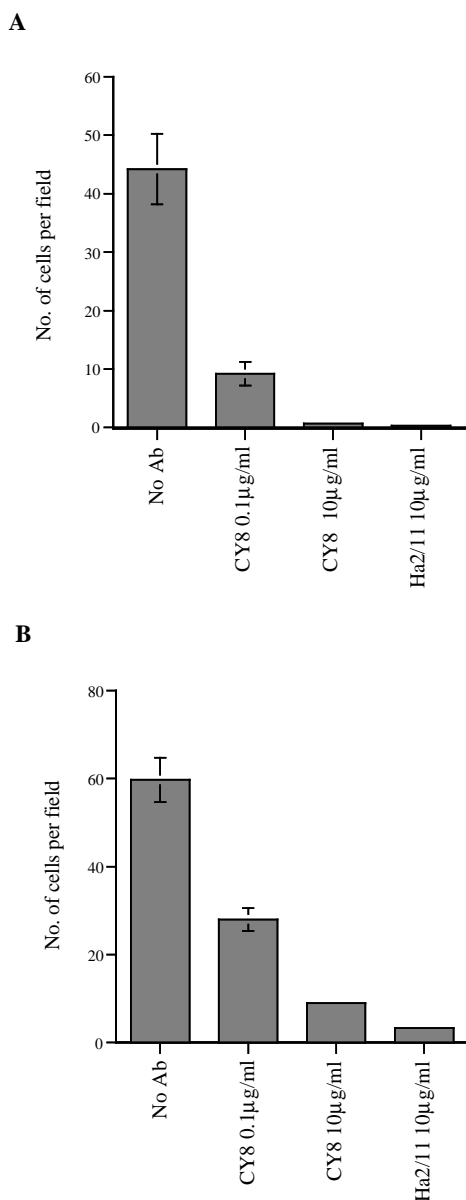 A
60
50
40
30
20
10
0
No. of cells per field
No Ab
CY8 0.1µg/ml
CY8 10µg/ml
Ha2/11 10µg/ml
B
80
60
40
20
0
No. of cells per field
No Ab
CY8 0.1µg/ml
CY8 10µg/ml
Ha2/11 10µg/ml